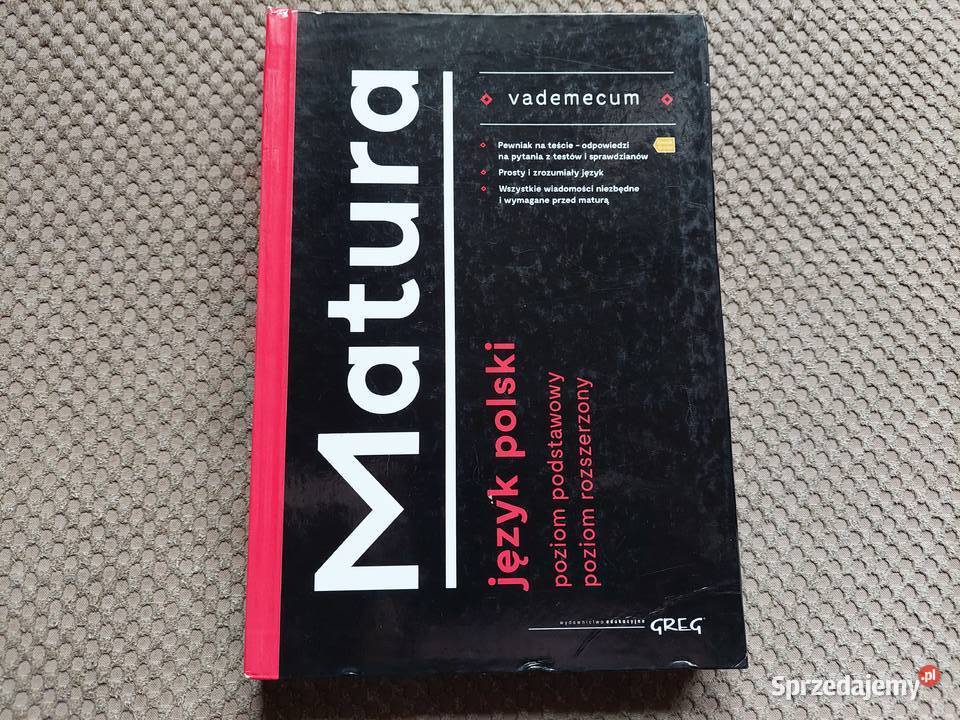 Matura
vademecum
Pewniak na teście - odpowiedzi
na pytania z testów i sprawdzianów
Prosty i zrozumiały język
Wszystkie wiadomości niezbędne
i wymagane przed maturą
język polski
poziom podstawowy
poziom rozszerzony
wydawnictwo edukacyjne GREG
Sprzedajemy.pl